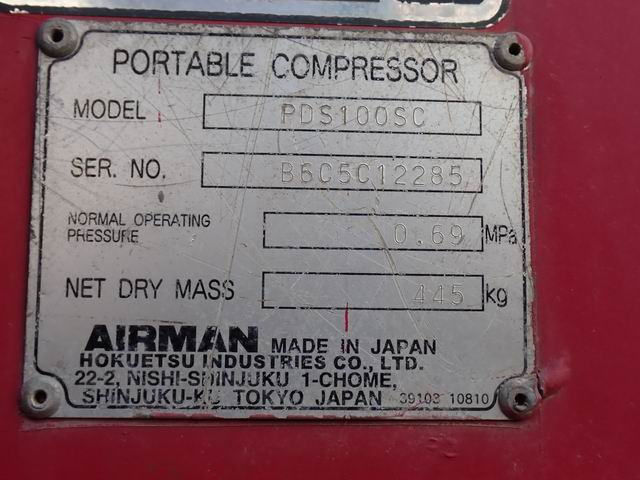 PORTABLE COMPRESSOR
MODEL PDS100SC
SER. NO. B6C5C12285
NORMAL OPERATING
PRESSURE 0.69 MPa
NET DRY MASS 445 kg
AIRMAN MADE IN JAPAN
HOKUETSU INDUSTRIES CO., LTD.
22-2, NISHI-SHINJUKU 1-CHOME,
SHINJUKU-KU TOKYO JAPAN 39103 10810